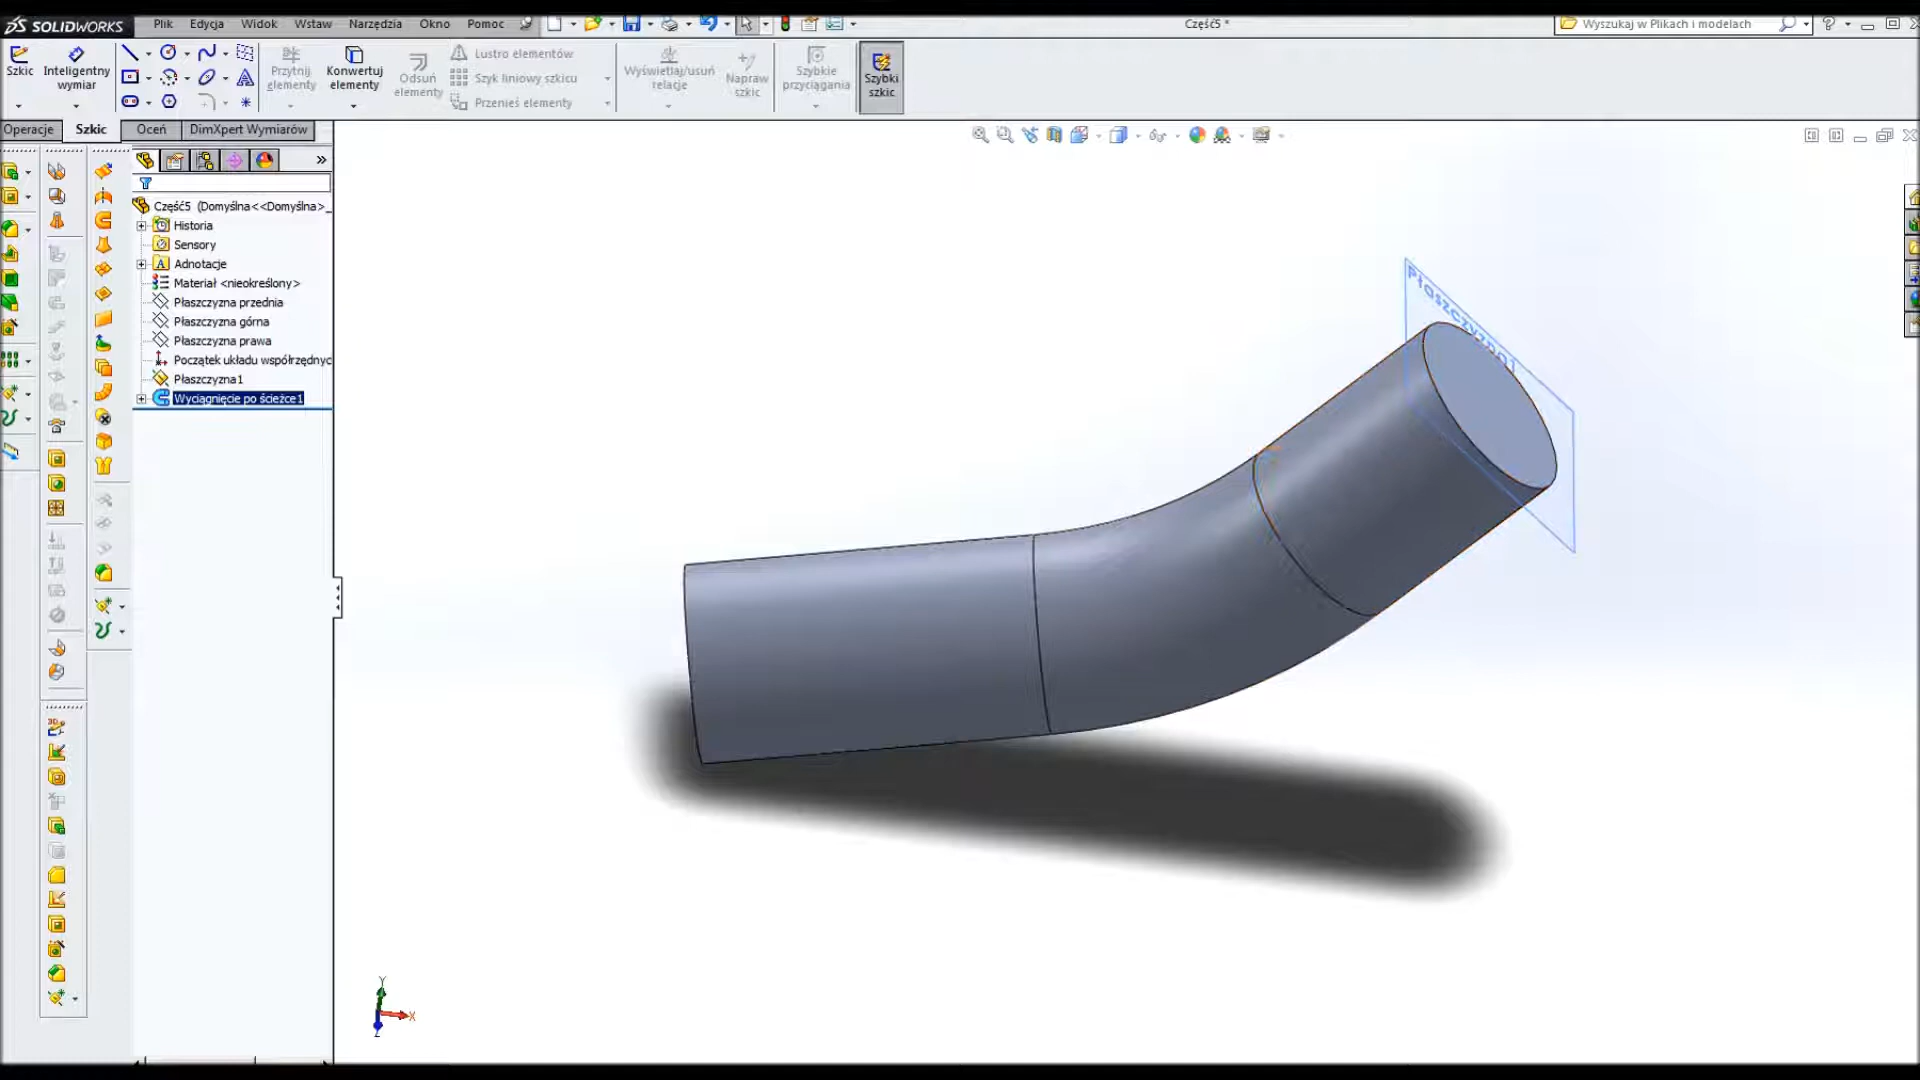 SOLIDWORKS Plik Edycja Widok Wstaw Narzędzia Okno Pomoc Część5 * Wyszukaj w Plikach i modelach
Szkic
Inteligentny wymiar
Przytnij elementy
Konwertuj elementy
Odsuń elementy
Lustro elementów
Szyk liniowy szkicu
Przenieś elementy
Wyświetlaj/usuń relacje
Napraw szkic
Szybkie przyciągania
Szybki szkic
Operacje Szkic Oceń DimXpert Wymiarów
Część5 (Domyślna<<Domyślna>_
Historia
Sensory
Adnotacje
Materiał <nieokreślony>
Płaszczyzna przednia
Płaszczyzna górna
Płaszczyzna prawa
Początek układu współrzędnyc
Płaszczyzna1
Wyciągnięcie po ścieżce1
Płaszczyzna1
Y
X
Z